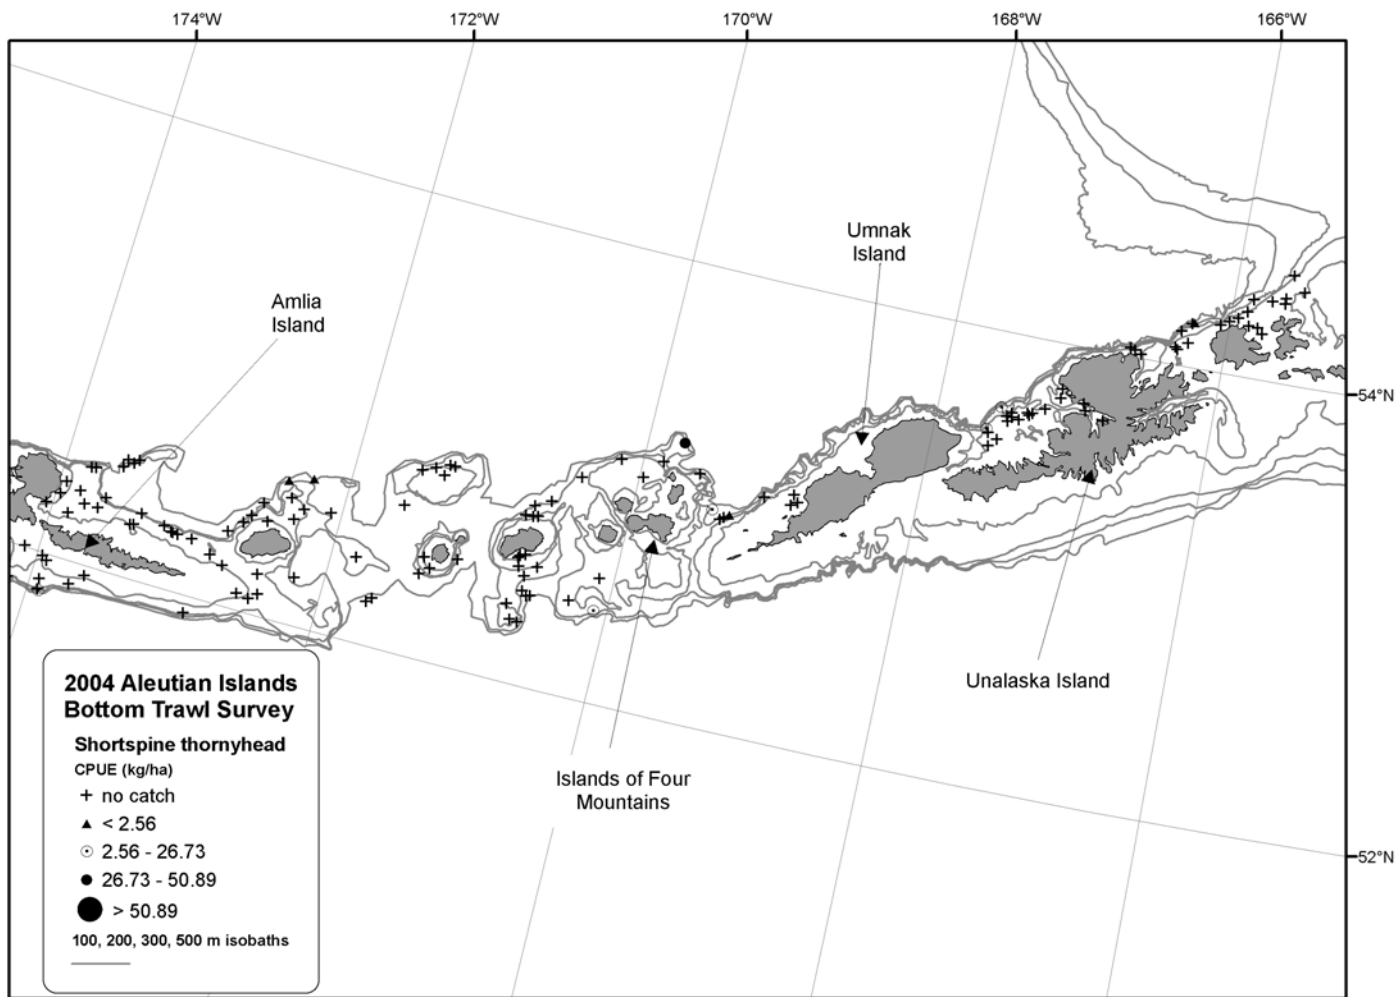 174°W
172°W
170°W
168°W
166°W
Umnak
Island
Amlia
Island
54°N
Unalaska Island
Islands of Four
Mountains
52°N
2004 Aleutian Islands
Bottom Trawl Survey
Shortspine thornyhead
CPUE (kg/ha)
no catch
< 2.56
2.56 - 26.73
26.73 - 50.89
> 50.89
100, 200, 300, 500 m isobaths